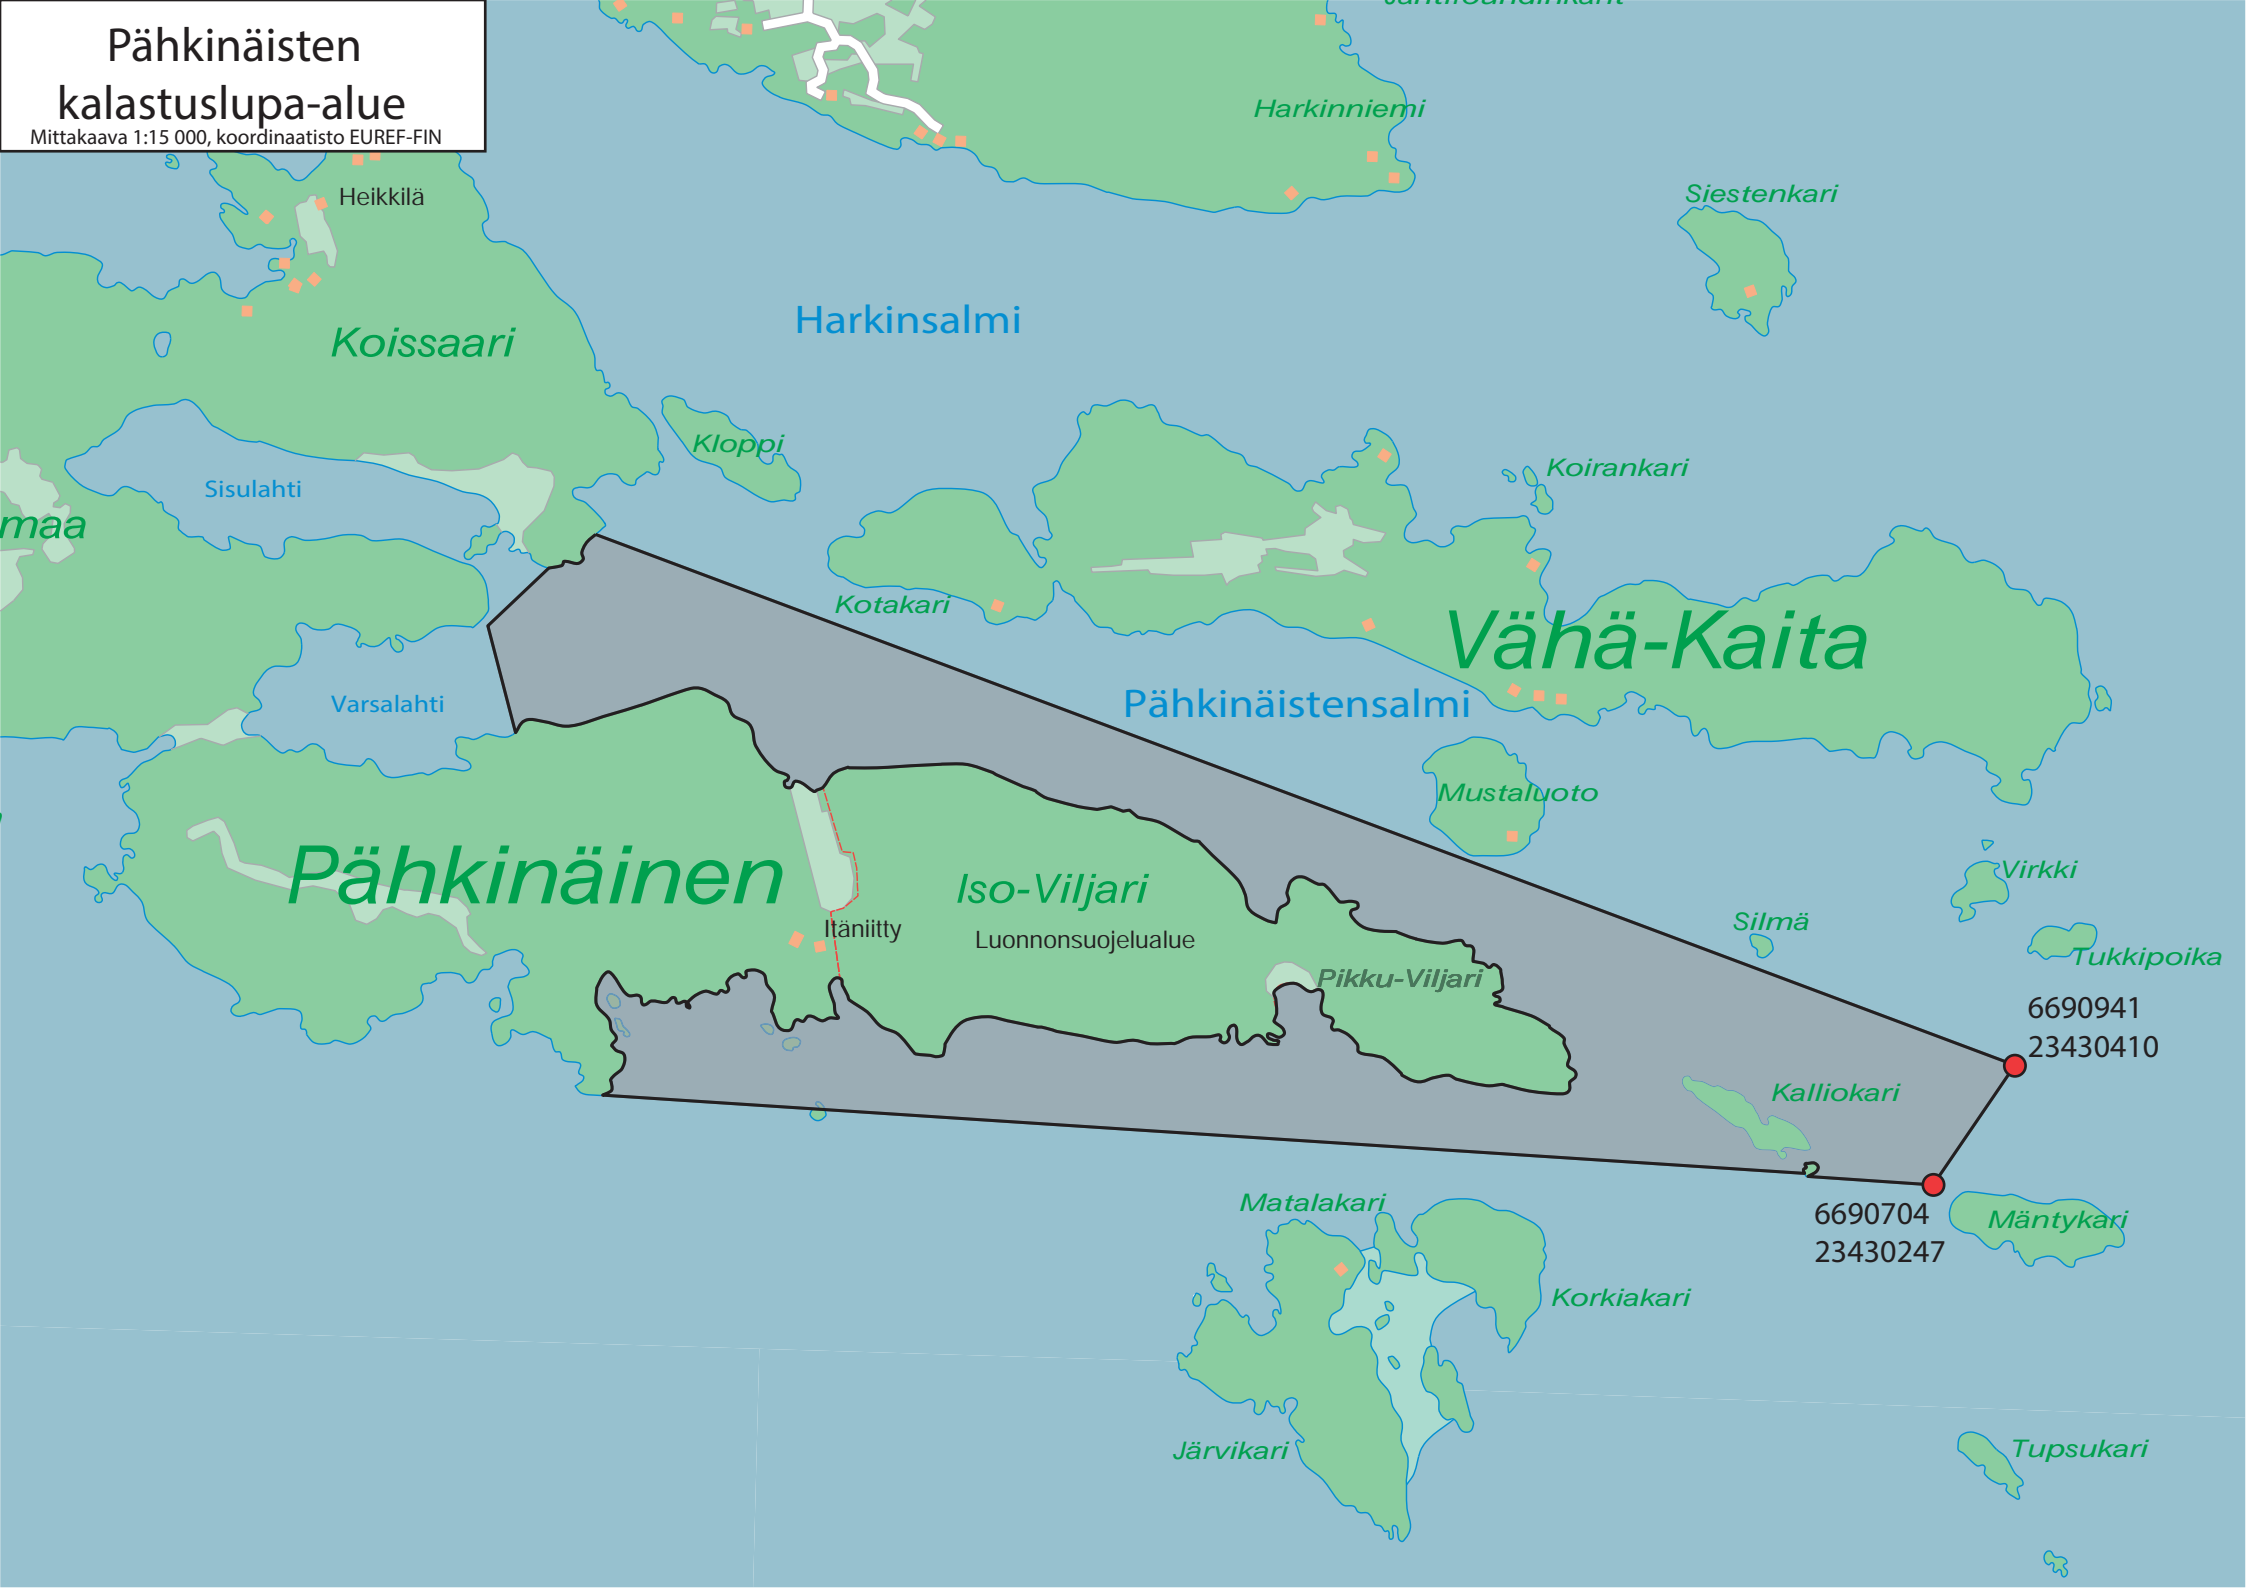 Pähkinäisten
kalastuslupa-alue
Mittakaava 1:15 000, koordinaatisto EUREF-FIN
Harkinniemi
Siestenkari
Heikkilä
Harkinsalmi
Koissaari
Kloppi
Koirankari
Sisulahti
maa
Kotakari
Vähä-Kaita
Varsalahti
Pähkinäistensalmi
Mustaluoto
Pähkinäinen
Iso-Viljari
Virkki
Silmä
Itäniitty
Luonnonsuojelualue
Tukkipoika
Pikku-Viljari
6690941
23430410
Kalliokari
Matalakari
6690704
23430247
Mäntykari
Korkiakari
Järvikari
Tupsukari